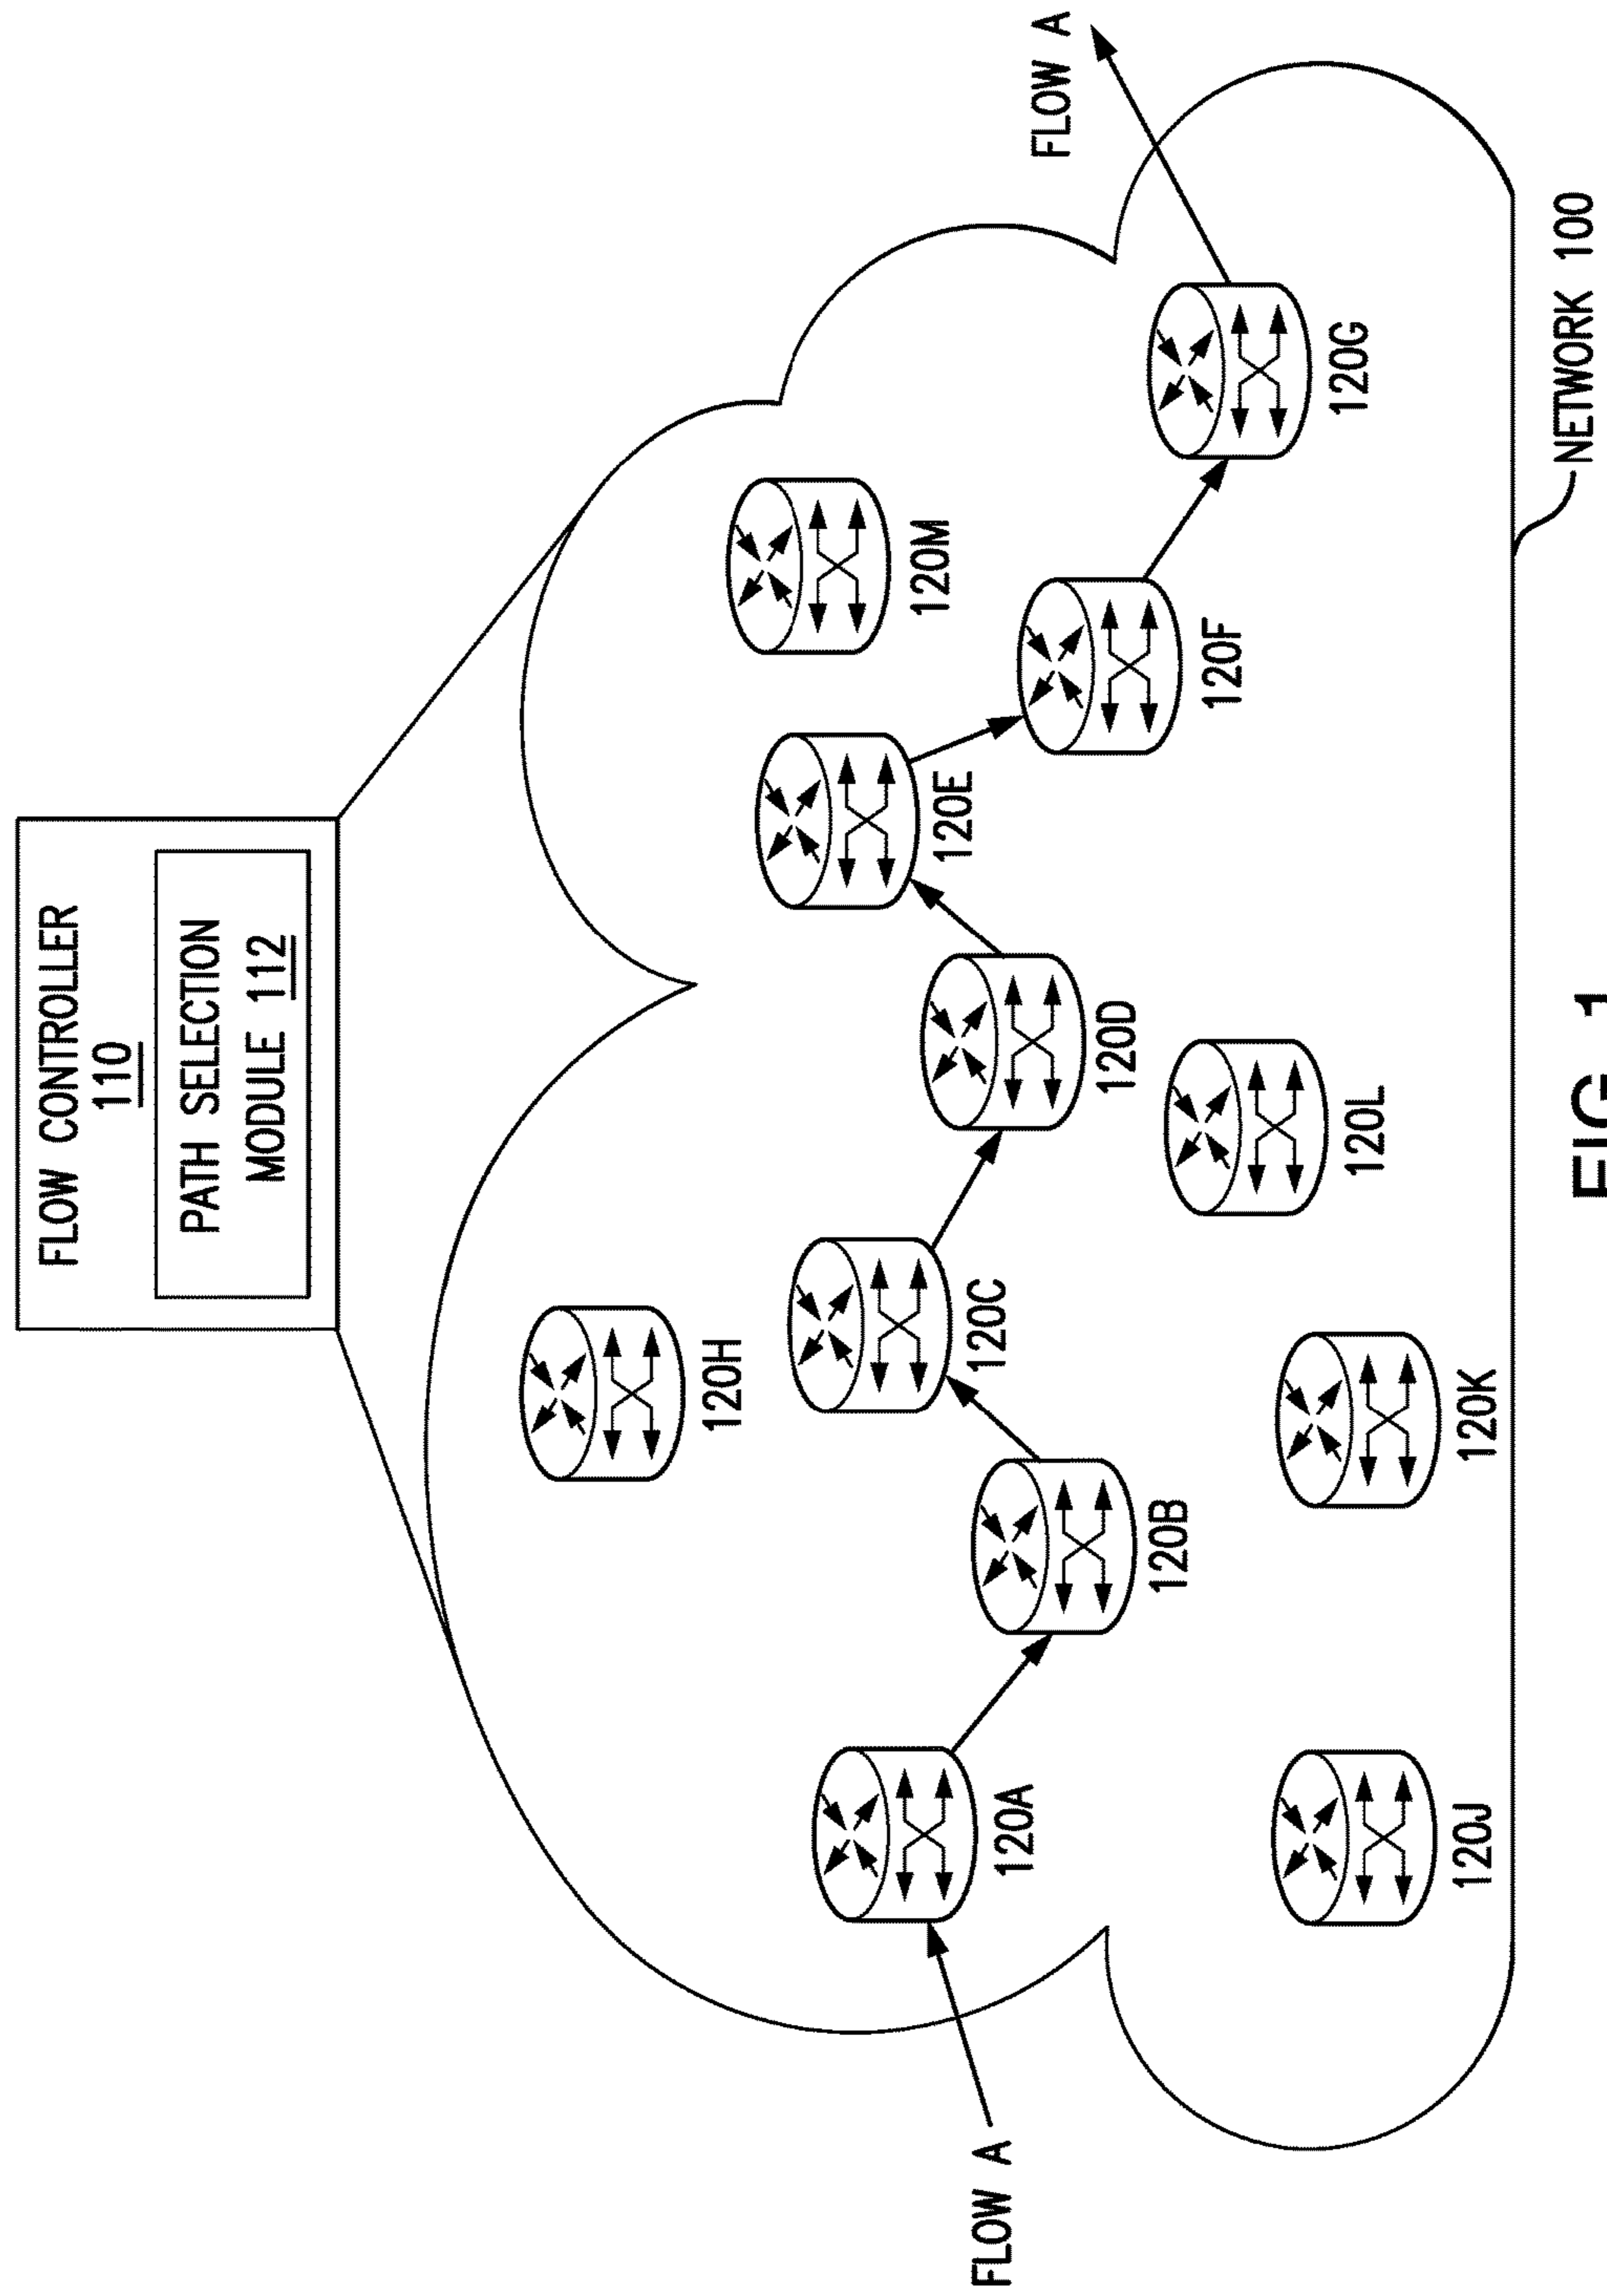 FLOW CONTROLLER
110
PATH SELECTION
MODULE 112
FLOW A
120A
120B
120C
120D
120E
120F
120G
120H
120J
120K
120L
120M
FLOW A
NETWORK 100
FIG. 1